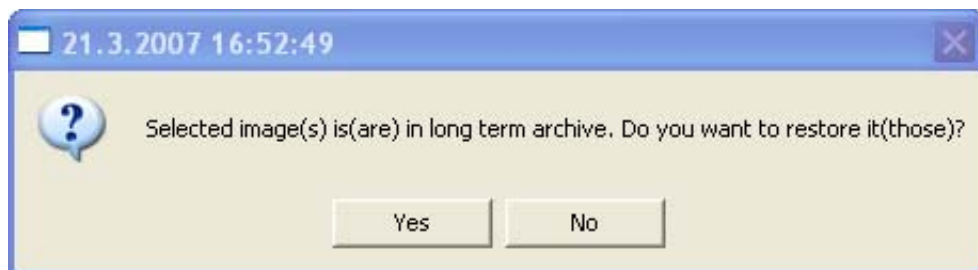 21.3.2007 16:52:49
Selected image(s) is(are) in long term archive. Do you want to restore it(those)?
Yes No